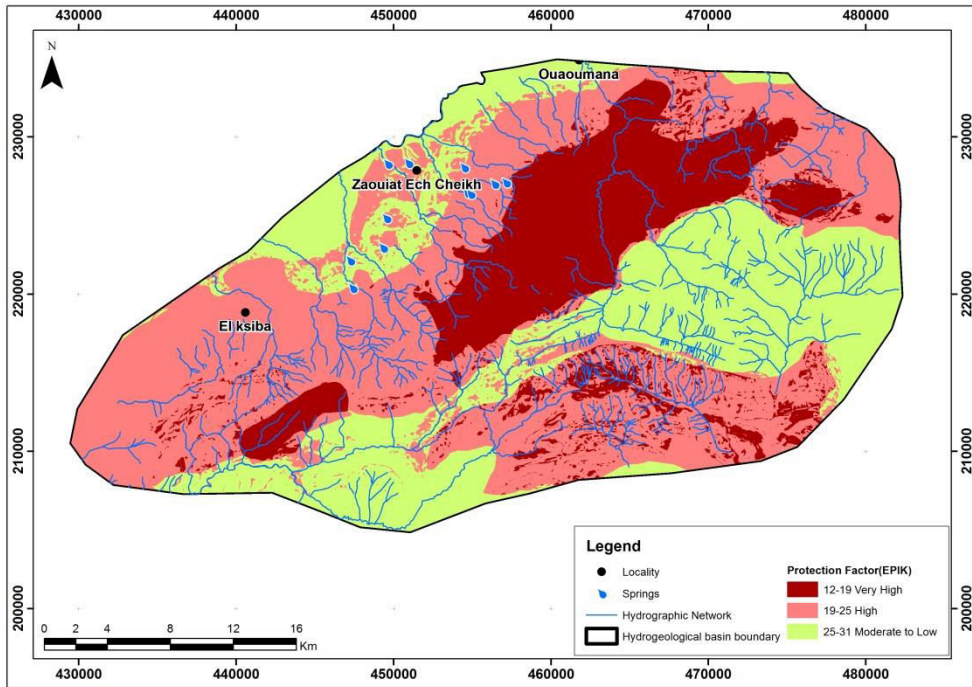 430000 440000 450000 460000 470000 480000
N
Ouaoumana
230000 230000
Zaouiat Ech Cheikh
220000 220000
El ksiba
210000 210000
Legend
Locality
Springs
Hydrographic Network
Hydrogeological basin boundary
Protection Factor(EPIK)
12-19 Very High
19-25 High
25-31 Moderate to Low
200000 200000
0 2 4 8 12 16
Km
430000 440000 450000 460000 470000 480000